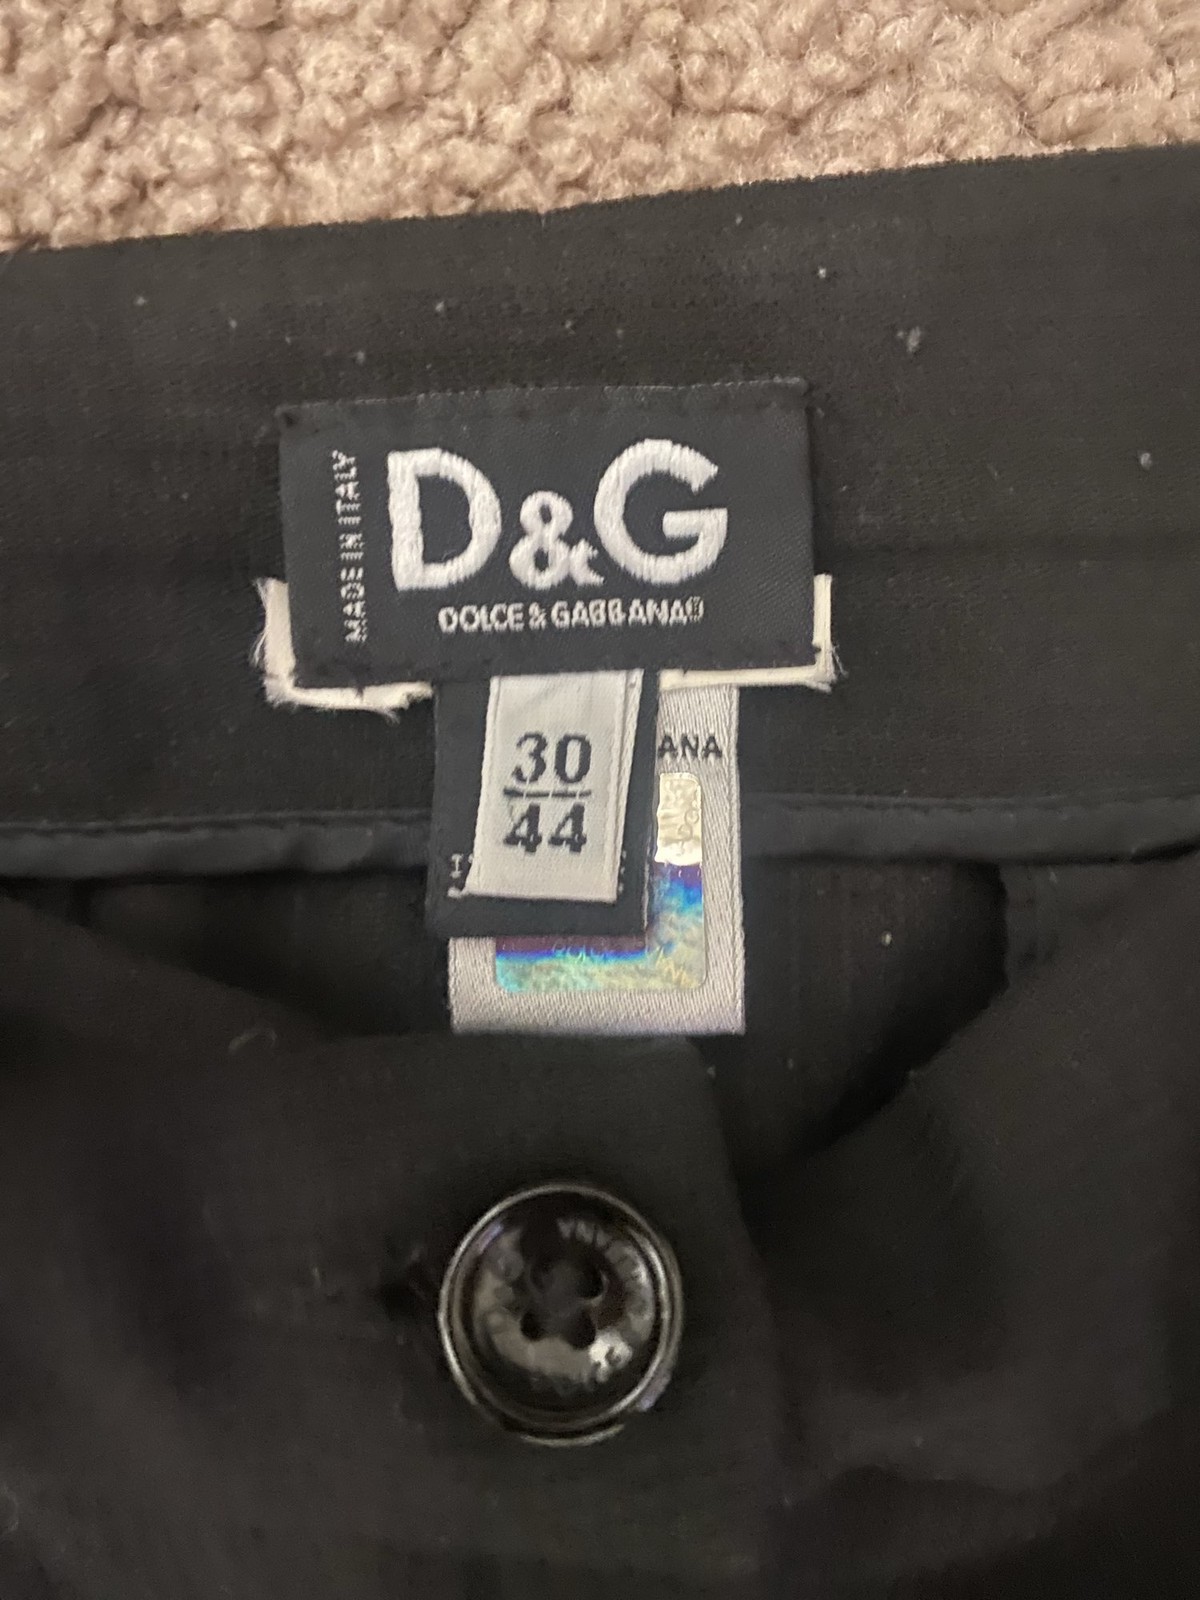 MADE IN ITALY
D&G
DOLCE & GABBANA
30
44
ANA